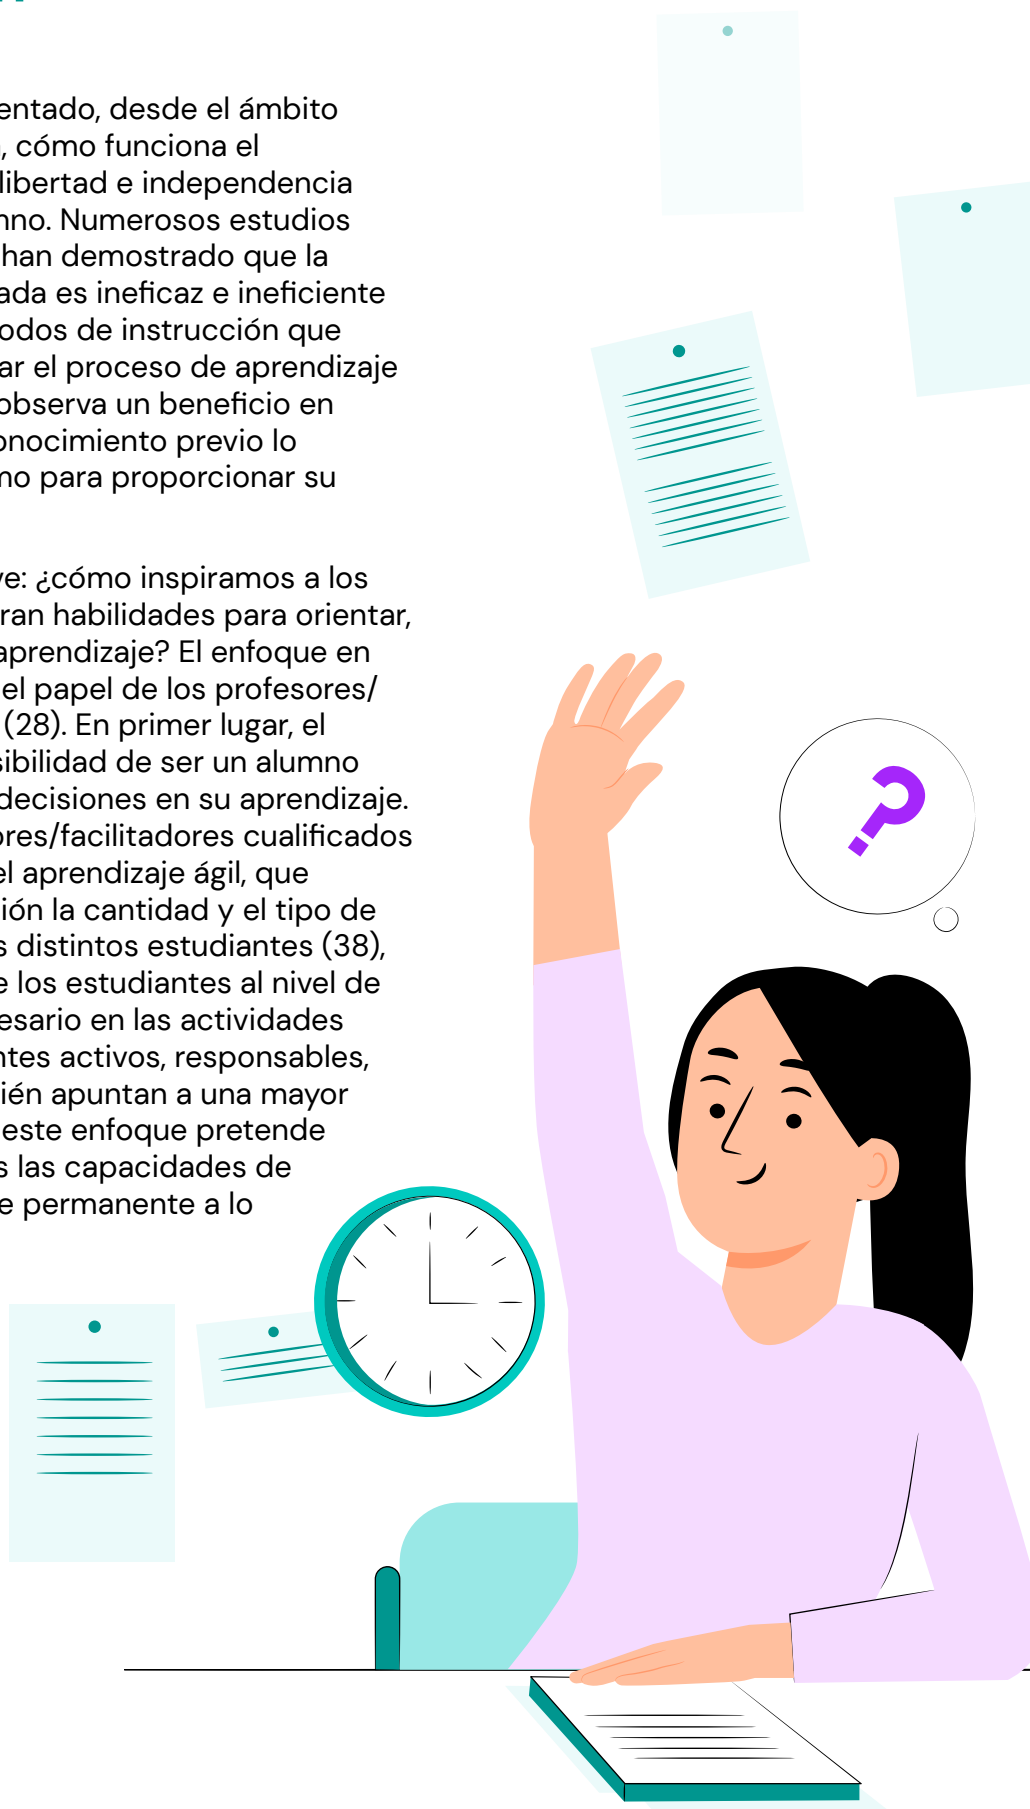 entado, desde el ámbito
, cómo funciona el
libertad e independencia
nno. Numerosos estudios
han demostrado que la
ada es ineficaz e ineficiente
odos de instrucción que
ar el proceso de aprendizaje
observa un beneficio en
onocimiento previo lo
mo para proporcionar su
ve: ¿cómo inspiramos a los
ran habilidades para orientar,
aprendizaje? El enfoque en
el papel de los profesores/
(28). En primer lugar, el
sibilidad de ser un alumno
decisiones en su aprendizaje.
ores/facilitadores cualificados
el aprendizaje ágil, que
ión la cantidad y el tipo de
s distintos estudiantes (38),
e los estudiantes al nivel de
esario en las actividades
ntes activos, responsables,
ién apuntan a una mayor
este enfoque pretende
s las capacidades de
e permanente a lo
?